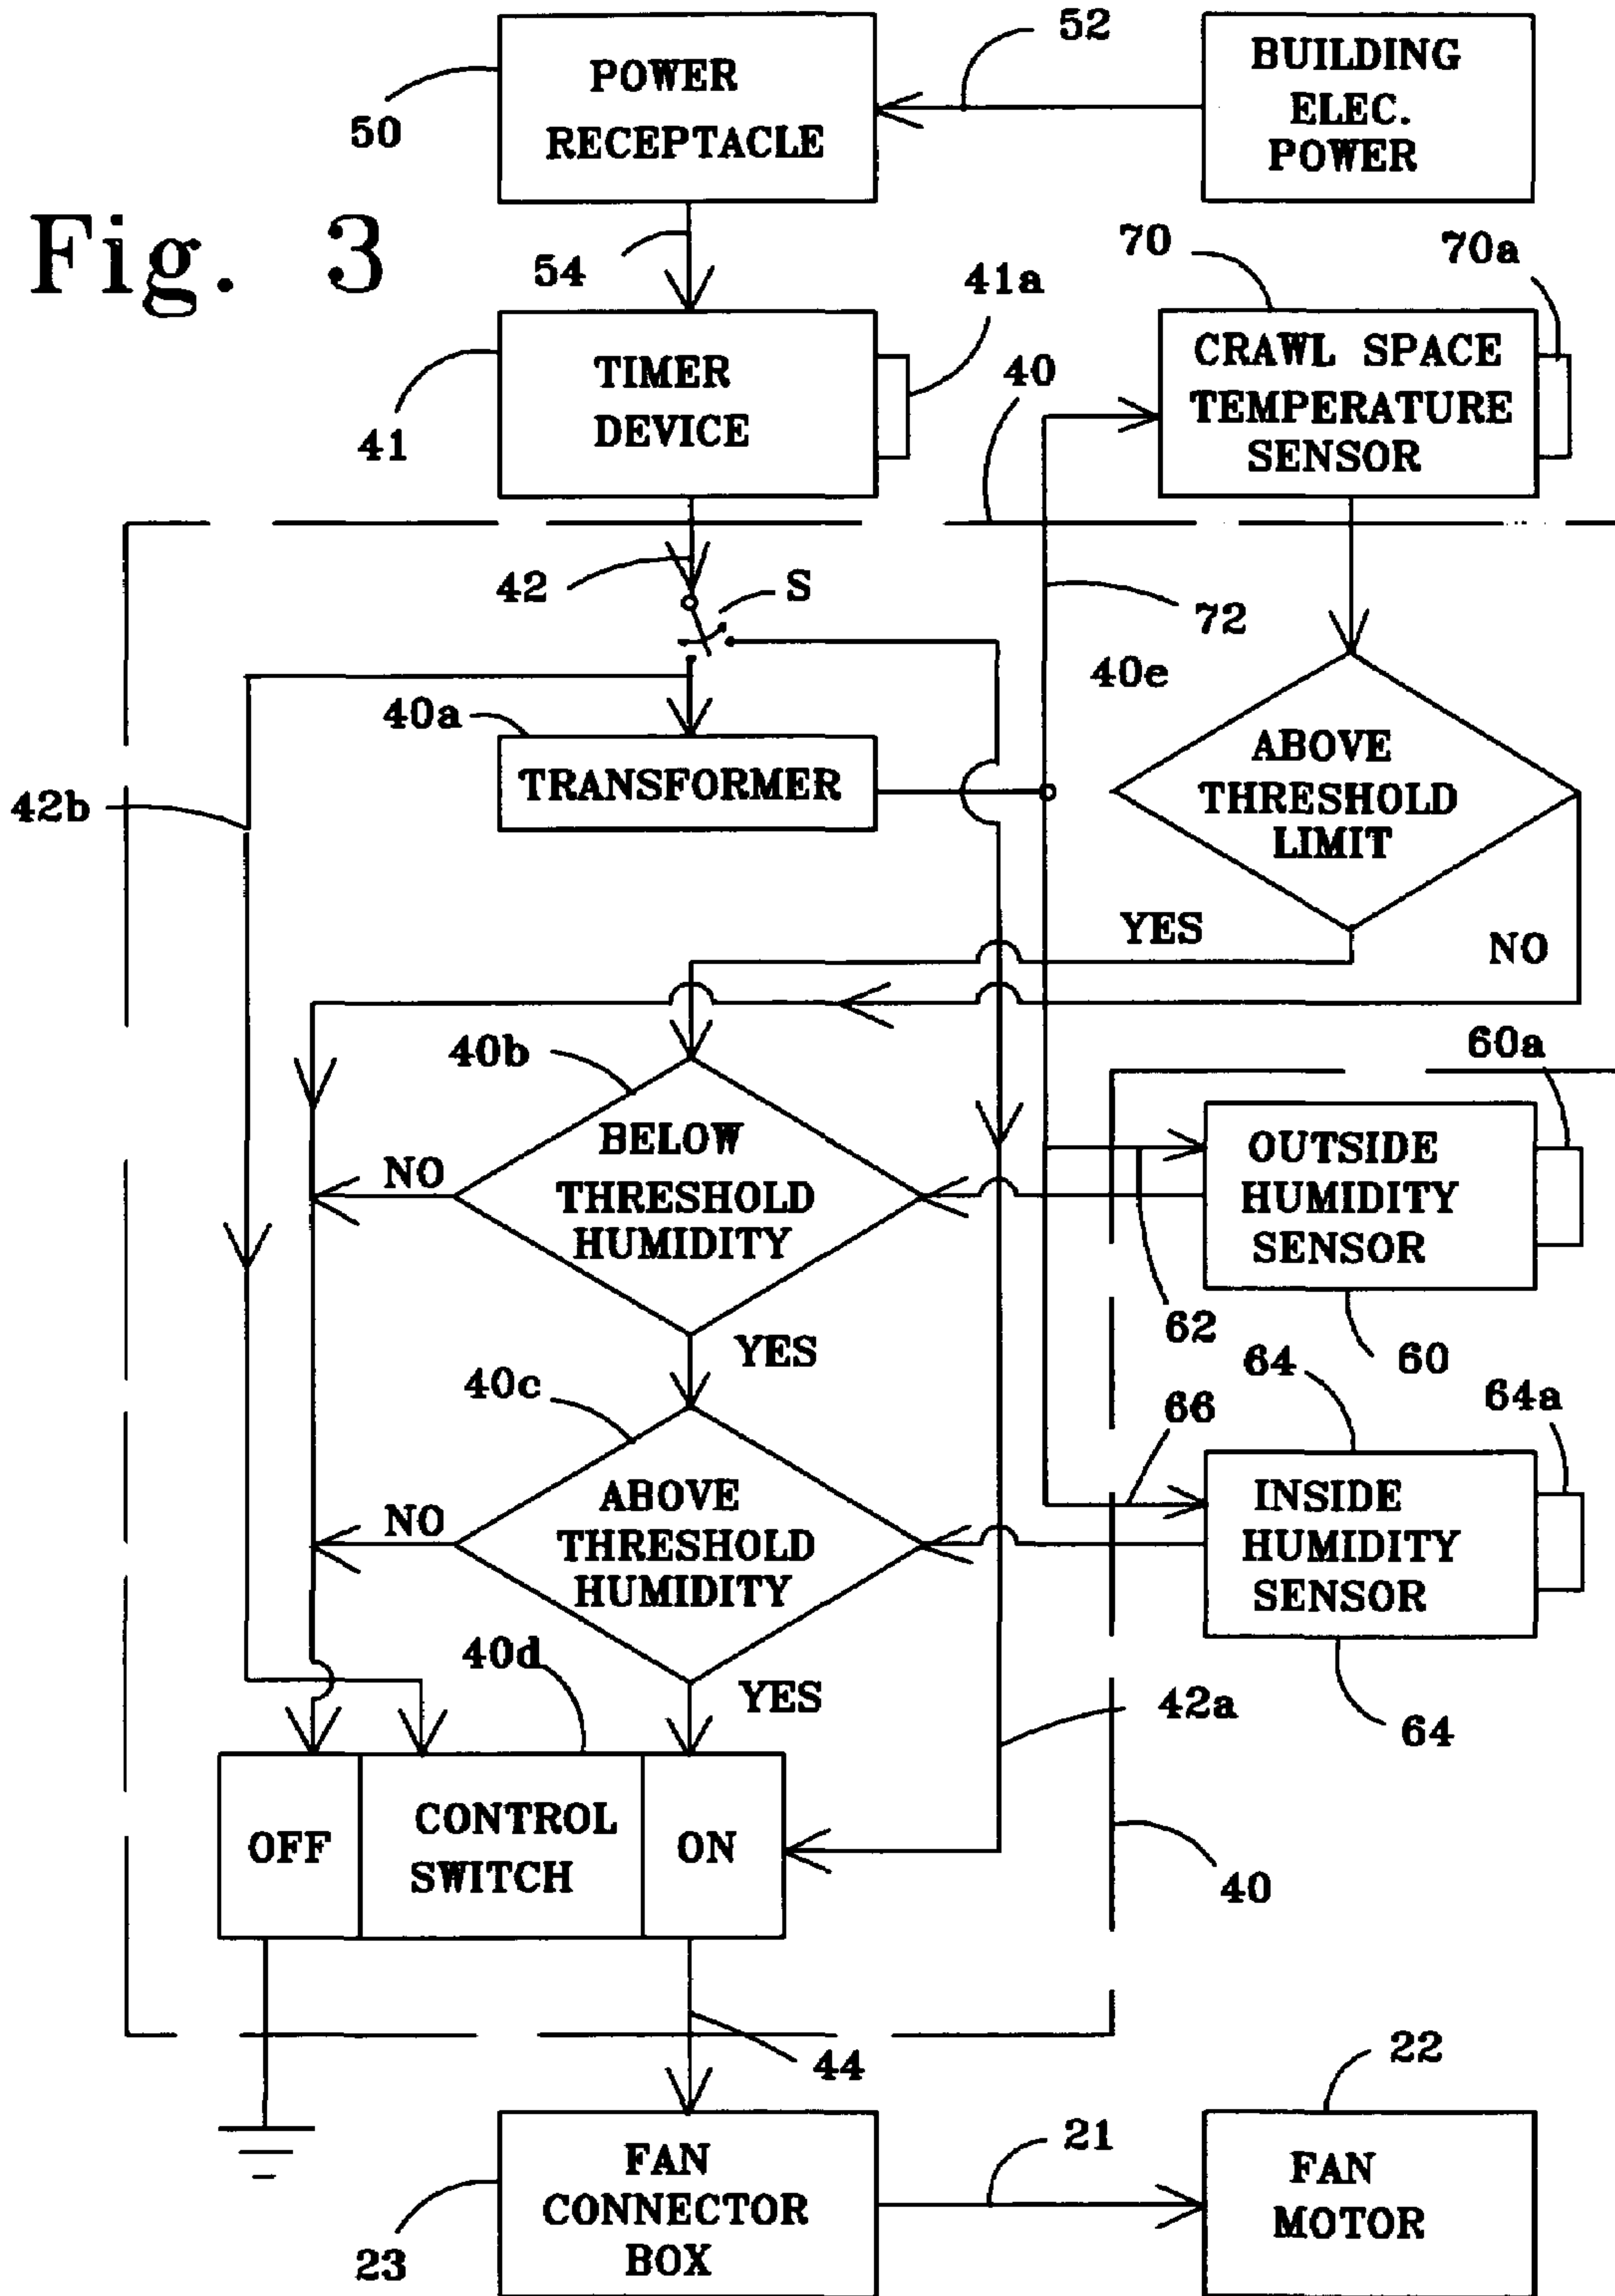 52
POWER
RECEPTACLE
BUILDING
ELEC.
POWER
50
Fig. 3
54
70
70a
41a
TIMER
DEVICE
40
CRAWL SPACE
TEMPERATURE
SENSOR
41
42
S
72
40e
40a
TRANSFORMER
ABOVE
THRESHOLD
LIMIT
42b
YES
NO
40b
60a
BELOW
THRESHOLD
HUMIDITY
NO
OUTSIDE
HUMIDITY
SENSOR
62
60
YES
40c
64
66
64a
ABOVE
THRESHOLD
HUMIDITY
NO
INSIDE
HUMIDITY
SENSOR
40d
YES
42a
64
OFF
CONTROL
SWITCH
ON
40
44
22
FAN
CONNECTOR
BOX
21
FAN
MOTOR
23